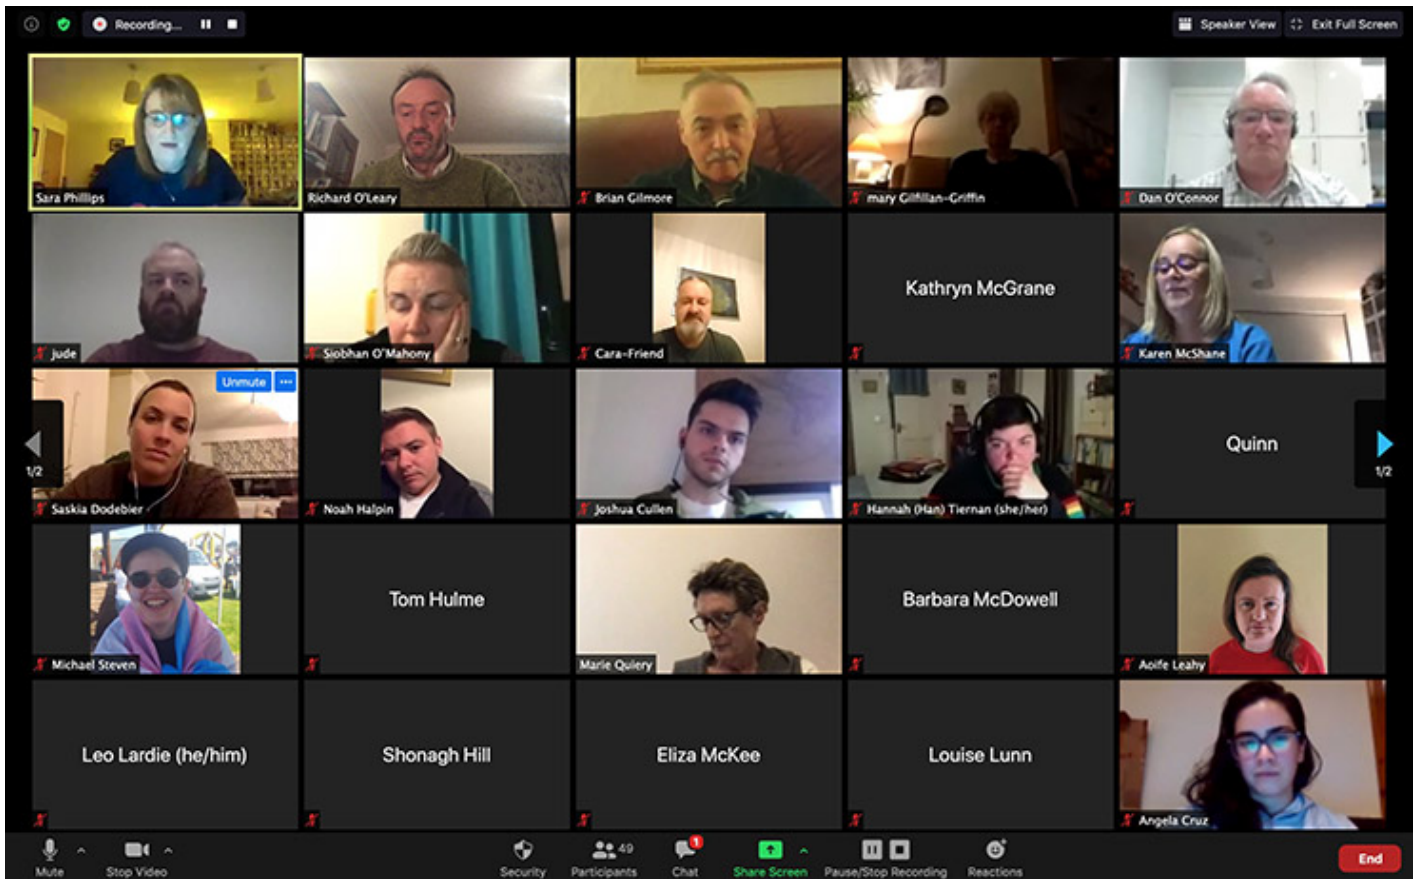 Recording...
Speaker View
Exit Full Screen
Sara Phillips
Richard O'Leary
Brian Gilmore
mary Gilfillan-Griffin
Dan O'Connor
jude
Siobhan O'Mahony
Cara-Friend
Kathryn McGrane
Karen McShane
Unmute
1/2
Saskia Dodebier
Noah Halpin
Joshua Cullen
Hannah (Han) Tiernan (she/her)
Quinn
1/2
Michael Steven
Tom Hulme
Marie Quiery
Barbara McDowell
Aoife Leahy
Leo Lardie (he/him)
Shonagh Hill
Eliza McKee
Louise Lunn
Angela Cruz
49
1
Mute
Stop Video
Security
Participants
Chat
Share Screen
Pause/Stop Recording
Reactions
End